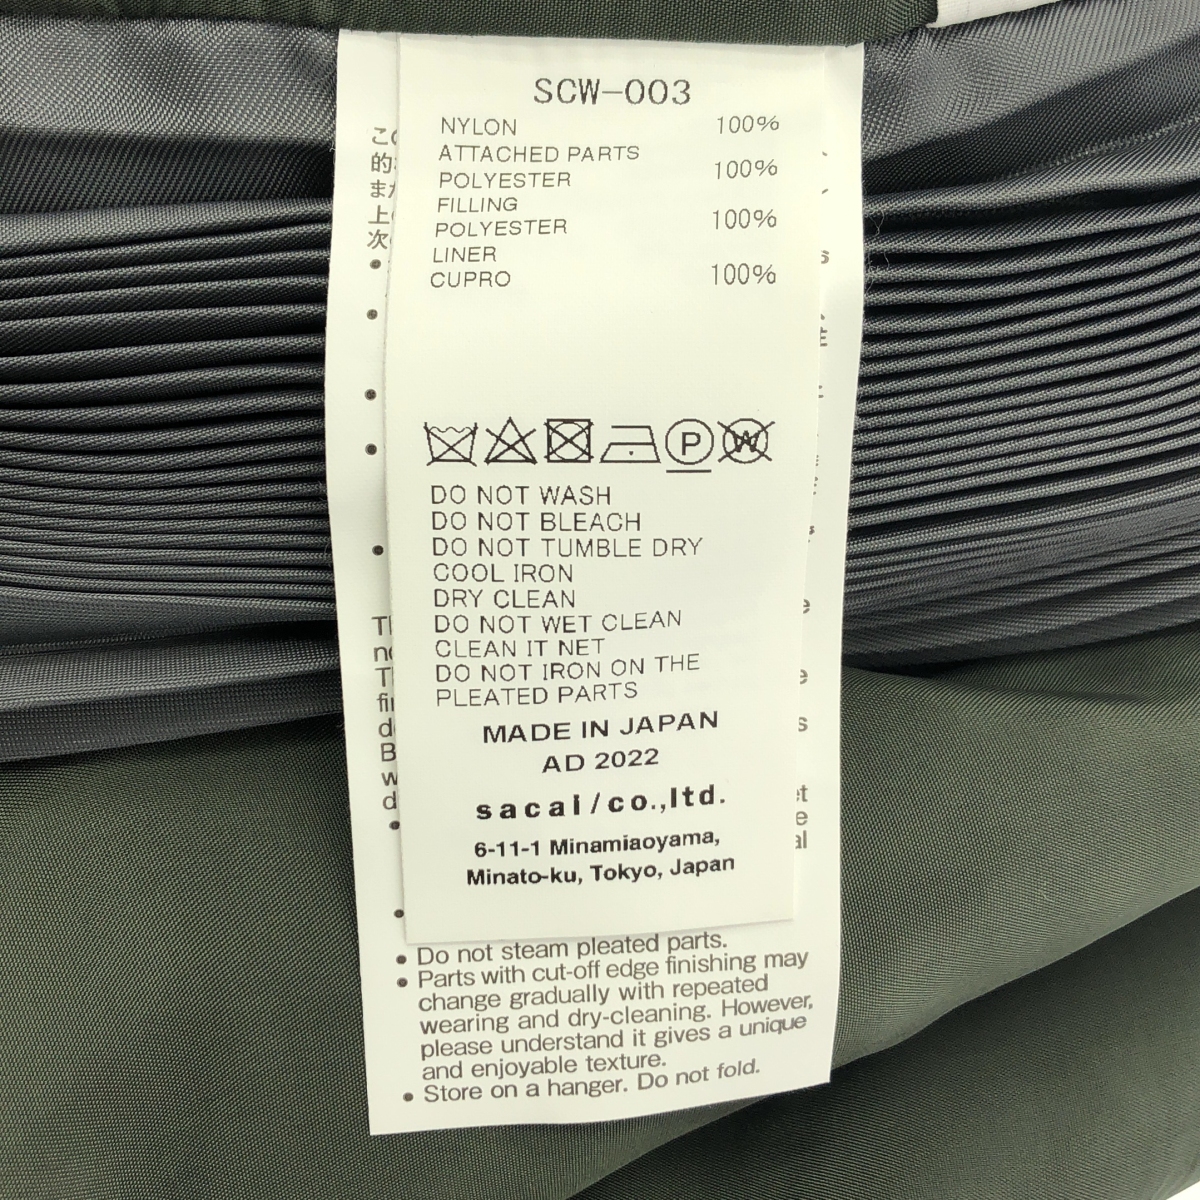 SCW-003
NYLON 100%
ATTACHED PARTS
POLYESTER 100%
FILLING
POLYESTER 100%
LINER
CUPRO 100%
P
W
DO NOT WASH
DO NOT BLEACH
DO NOT TUMBLE DRY
COOL IRON
DRY CLEAN
DO NOT WET CLEAN
CLEAN IT NET
DO NOT IRON ON THE
PLEATED PARTS
MADE IN JAPAN
AD 2022
sacai/co.,ltd.
6-11-1 Minamiaoyama,
Minato-ku, Tokyo, Japan
• Do not steam pleated parts.
• Parts with cut-off edge finishing may
change gradually with repeated
wearing and dry-cleaning. However,
please understand it gives a unique
and enjoyable texture.
• Store on a hanger. Do not fold.